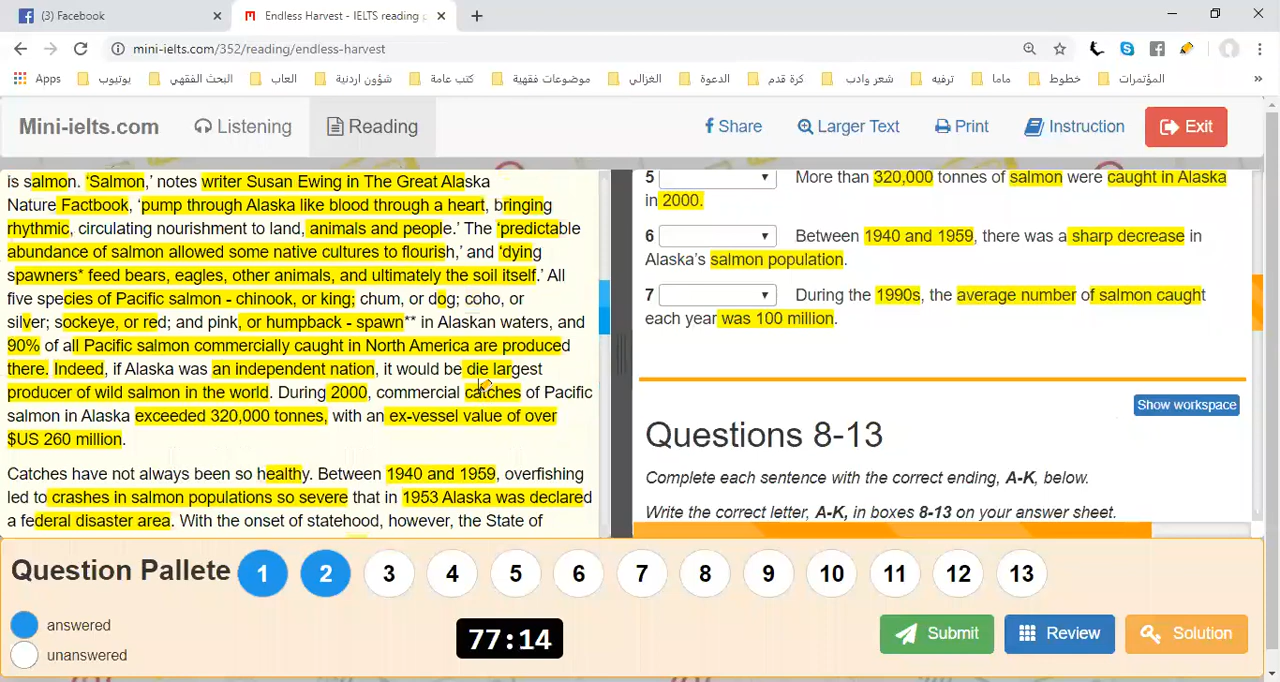 (3) Facebook
Endless Harvest - IELTS reading p
mini-ielts.com/352/reading/endless-harvest
Apps
يوتيوب
البحث الفقهي
العاب
شؤون اردنية
كتب عامة
موضوعات فقهية
الغزالي
الدعوة
كرة قدم
شعر وادب
ترفيه
ماما
خطوط
المؤتمرات
»
Mini-ielts.com
Listening
Reading
Share
Larger Text
Print
Instruction
Exit
is salmon. ‘Salmon,’ notes writer Susan Ewing in The Great Alaska
Nature Factbook, ‘pump through Alaska like blood through a heart, bringing
rhythmic, circulating nourishment to land, animals and people.’ The ‘predictable
abundance of salmon allowed some native cultures to flourish,’ and ‘dying
spawners* feed bears, eagles, other animals, and ultimately the soil itself.’ All
five species of Pacific salmon - chinook, or king; chum, or dog; coho, or
silver; sockeye, or red; and pink, or humpback - spawn** in Alaskan waters, and
90% of all Pacific salmon commercially caught in North America are produced
there. Indeed, if Alaska was an independent nation, it would be die largest
producer of wild salmon in the world. During 2000, commercial catches of Pacific
salmon in Alaska exceeded 320,000 tonnes, with an ex-vessel value of over
$US 260 million.
Catches have not always been so healthy. Between 1940 and 1959, overfishing
led to crashes in salmon populations so severe that in 1953 Alaska was declared
a federal disaster area. With the onset of statehood, however, the State of
5 More than 320,000 tonnes of salmon were caught in Alaska
in 2000.
6 Between 1940 and 1959, there was a sharp decrease in
Alaska’s salmon population.
7 During the 1990s, the average number of salmon caught
each year was 100 million.
Show workspace
Questions 8-13
Complete each sentence with the correct ending, A-K, below.
Write the correct letter, A-K, in boxes 8-13 on your answer sheet.
Question Pallete 1 2 3 4 5 6 7 8 9 10 11 12 13
answered
unanswered
77:14
Submit
Review
Solution